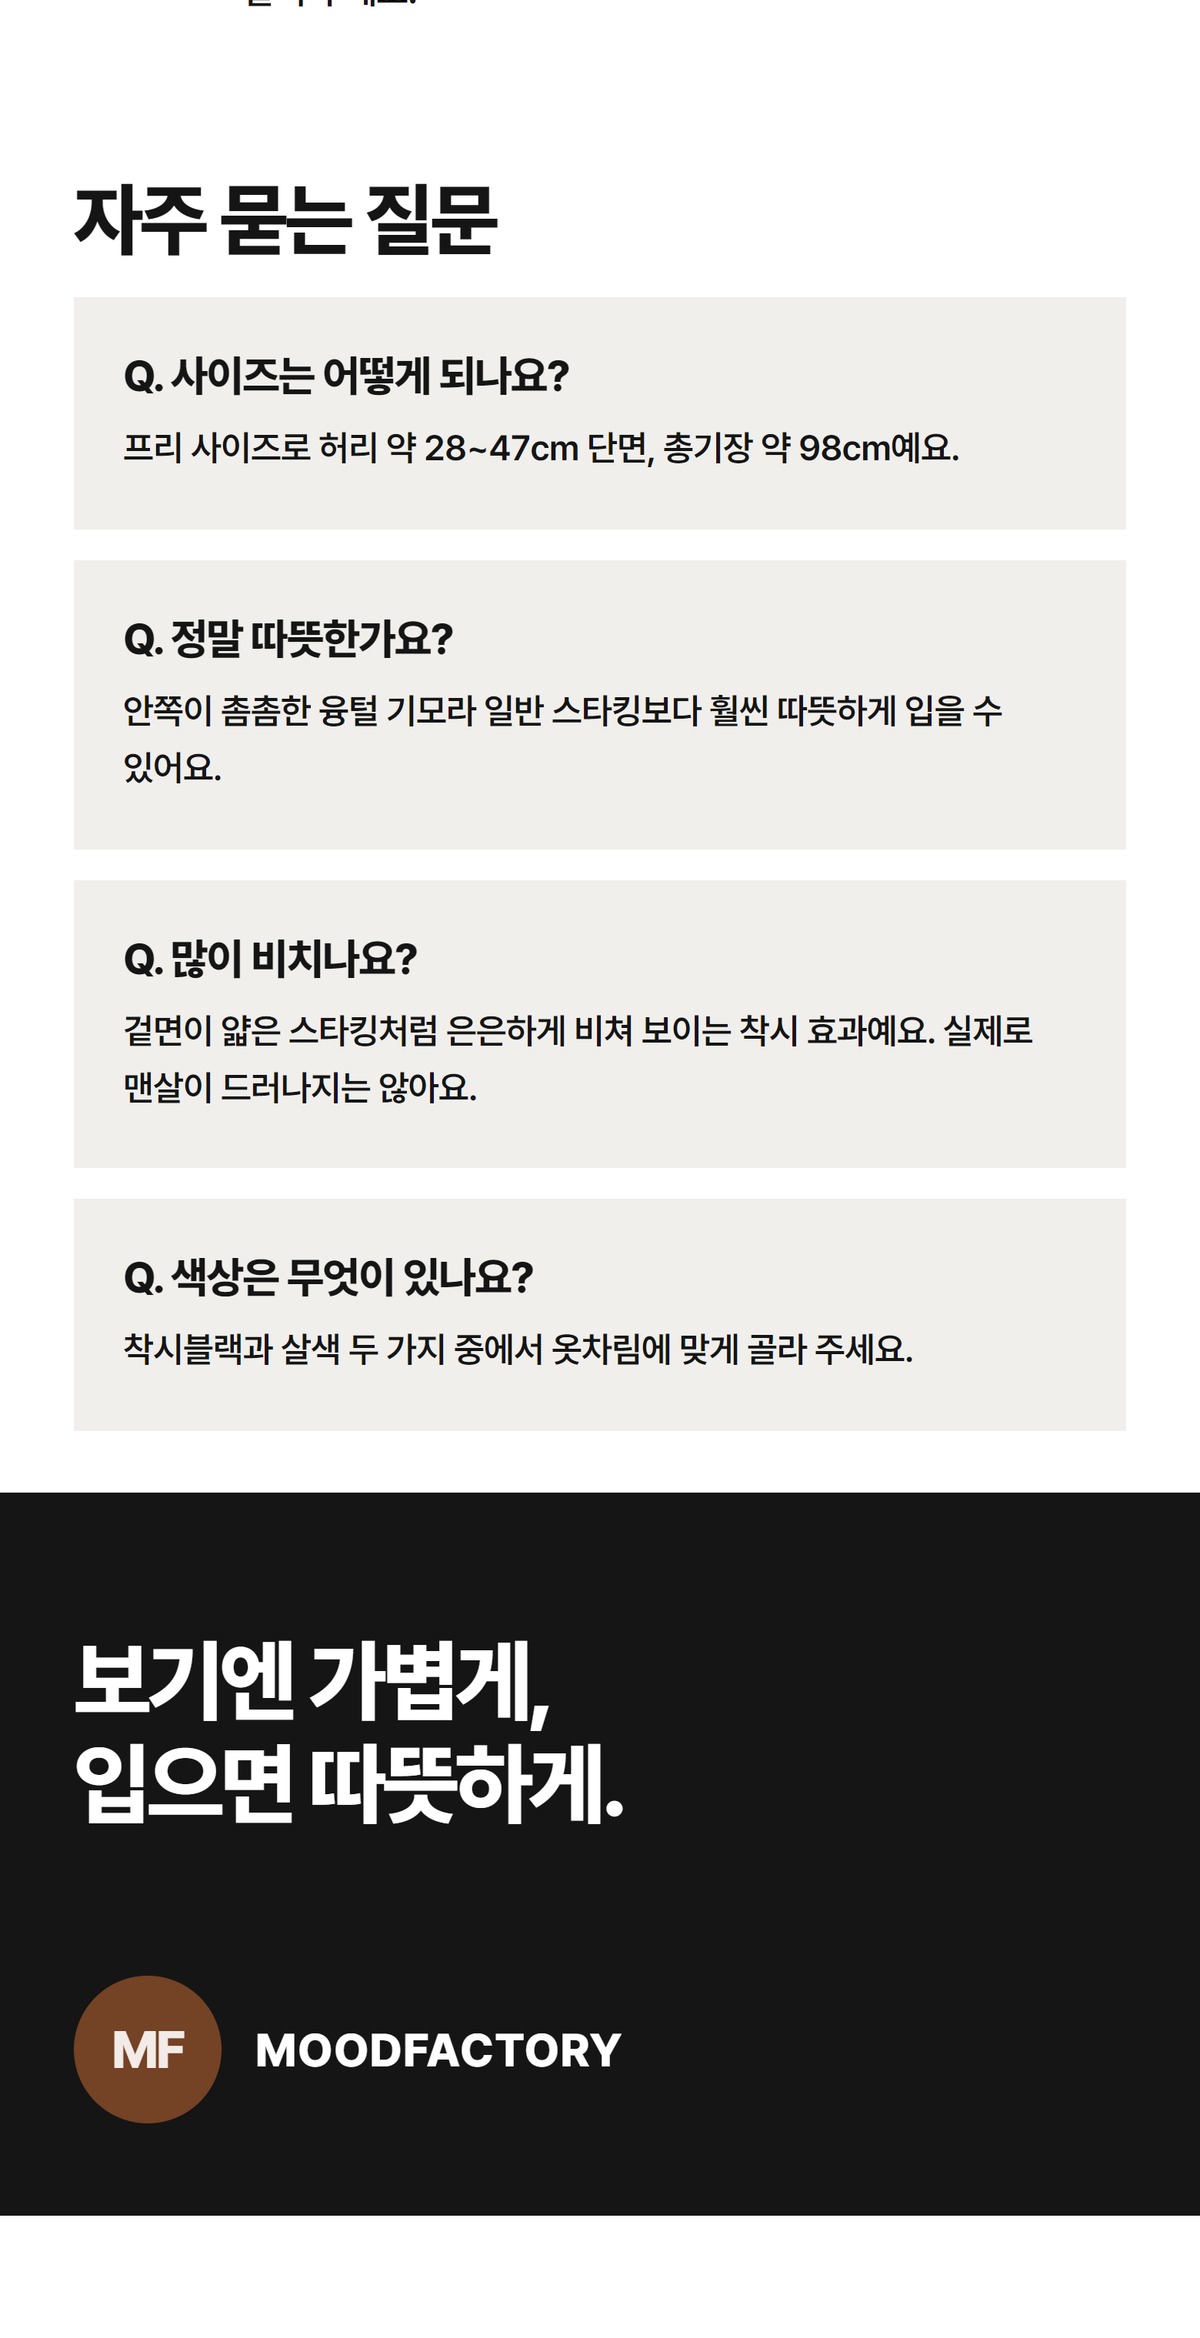 자주 묻는 질문
Q. 사이즈는 어떻게 되나요?
프리 사이즈로 허리 약 28~47cm 단면, 총기장 약 98cm예요.
Q. 정말 따뜻한가요?
안쪽이 촘촘한 융털 기모라 일반 스타킹보다 훨씬 따뜻하게 입을 수
있어요.
Q. 많이 비치나요?
겉면이 얇은 스타킹처럼 은은하게 비쳐 보이는 착시 효과예요. 실제로
맨살이 드러나지는 않아요.
Q. 색상은 무엇이 있나요?
착시블랙과 살색 두 가지 중에서 옷차림에 맞게 골라 주세요.
보기엔 가볍게,
입으면 따뜻하게.
MF MOODFACTORY